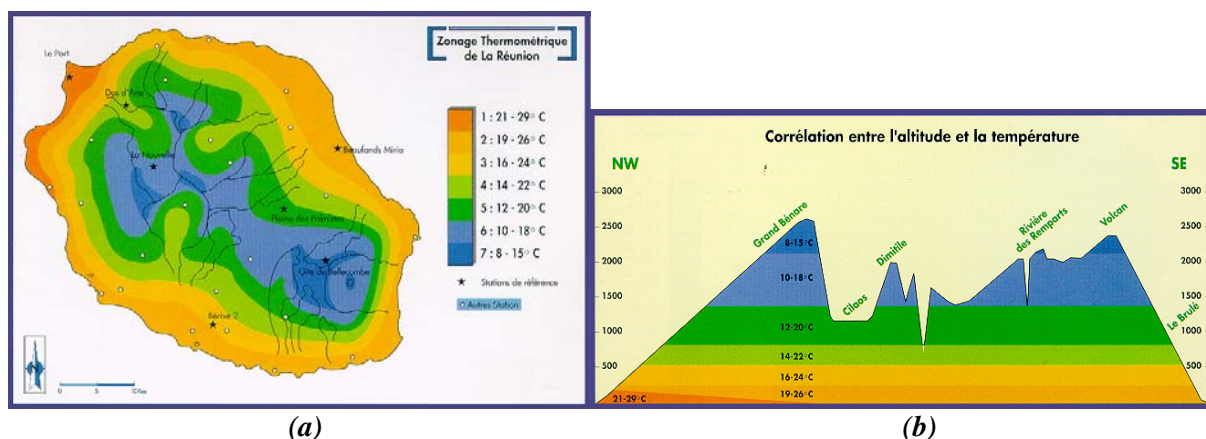 Zonage Thermométrique
de La Réunion
Le Port
Dos d'Ane
La Nouvelle
Beaufonds Miria
Plaine des Palmistes
Gîte de Bellecombe
Bérive 2
1 : 21 - 29° C
2 : 19 - 26° C
3 : 16 - 24° C
4 : 14 - 22° C
5 : 12 - 20° C
6 : 10 - 18° C
7 : 8 - 15° C
Stations de référence
Autres Station
N
0 5 10 Km
(a)
Corrélation entre l'altitude et la température
NW
SE
3000
2500
2000
1500
1000
500
3000
2500
2000
1500
1000
500
Grand Bénare
Cilaos
Dimitile
Rivière
des Remparts
Volcan
Le Brulé
8-15°C
10-18°C
12-20°C
14-22°C
16-24°C
19-26°C
21-29°C
(b)